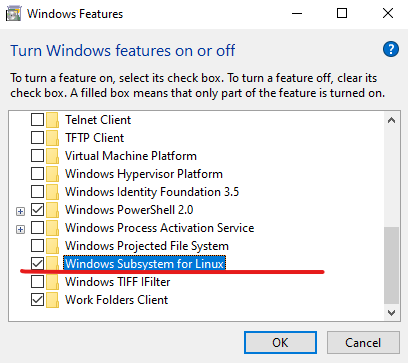 Windows Features
Turn Windows features on or off
To turn a feature on, select its check box. To turn a feature off, clear its
check box. A filled box means that only part of the feature is turned on.
Telnet Client
TFTP Client
Virtual Machine Platform
Windows Hypervisor Platform
Windows Identity Foundation 3.5
Windows PowerShell 2.0
Windows Process Activation Service
Windows Projected File System
Windows Subsystem for Linux
Windows TIFF IFilter
Work Folders Client
OK
Cancel